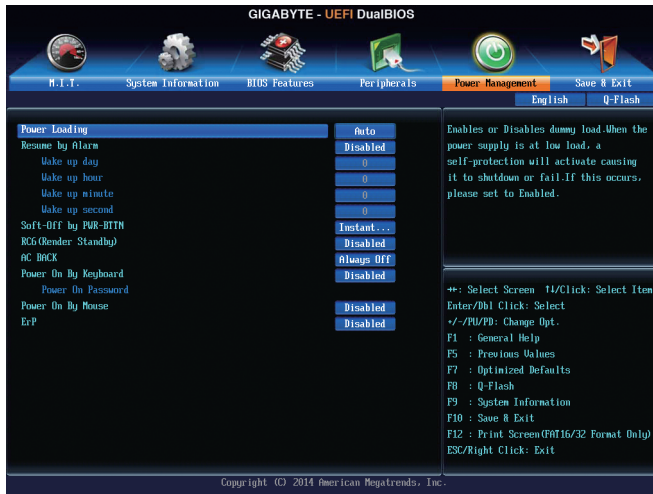 GIGABYTE - UEFI DualBIOS
M.I.T. System Information BIOS Features Peripherals Power Management Save & Exit
English Q-Flash
Power Loading Auto
Resume by Alarm Disabled
Wake up day 0
Wake up hour 0
Wake up minute 0
Wake up second 0
Soft-Off by PWR-BTTN Instant...
RC6(Render Standby) Disabled
AC BACK Always Off
Power On By Keyboard Disabled
Power On Password
Power On By Mouse Disabled
ErP Disabled
Enables or Disables dummy load.When the
power supply is at low load, a
self-protection will activate causing
it to shutdown or fail.If this occurs,
please set to Enabled.
→←: Select Screen ↑↓/Click: Select Item
Enter/Dbl Click: Select
+/-/PU/PD: Change Opt.
F1 : General Help
F5 : Previous Values
F7 : Optimized Defaults
F8 : Q-Flash
F9 : System Information
F10 : Save & Exit
F12 : Print Screen(FAT16/32 Format Only)
ESC/Right Click: Exit
Copyright (C) 2014 American Megatrends, Inc.